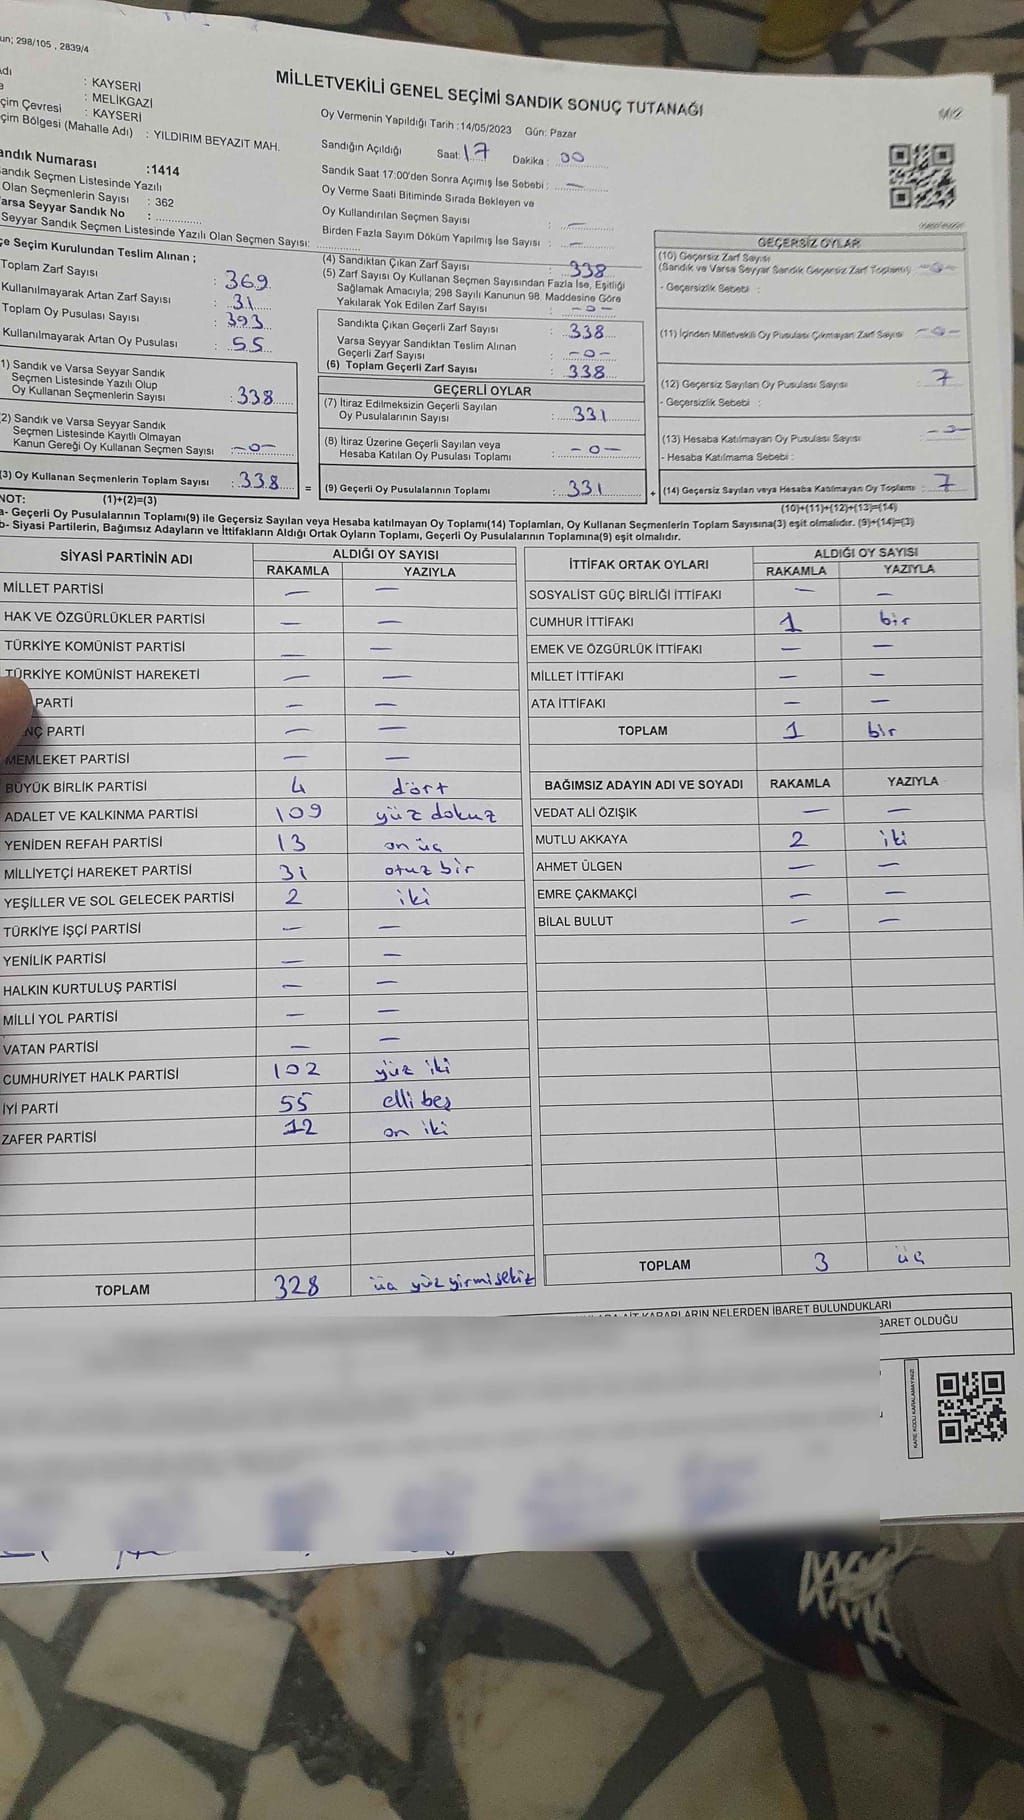 un; 298/105 , 2839/4
MİLLETVEKİLİ GENEL SEÇİMİ SANDIK SONUÇ TUTANAĞI
: KAYSERİ
: MELİKGAZİ
çim Çevresi : KAYSERİ
çim Bölgesi (Mahalle Adı) : YILDIRIM BEYAZIT MAH.
andık Numarası :1414
andık Seçmen Listesinde Yazılı
Olan Seçmenlerin Sayısı : 362
arsa Seyyar Sandık No :
Seyyar Sandık Seçmen Listesinde Yazılı Olan Seçmen Sayısı:
Oy Vermenin Yapıldığı Tarih :14/05/2023 Gün: Pazar
Sandığın Açıldığı Saat: 17 Dakika : 00
Sandık Saat 17:00'den Sonra Açımış İse Sebebi : —
Oy Verme Saati Bitiminde Sırada Bekleyen ve
Oy Kullandırılan Seçmen Sayısı : —
Birden Fazla Sayım Döküm Yapılmış İse Sayısı : —
çe Seçim Kurulundan Teslim Alınan ;
Toplam Zarf Sayısı : 369
Kullanılmayarak Artan Zarf Sayısı : 31
Toplam Oy Pusulası Sayısı : 393
Kullanılmayarak Artan Oy Pusulası : 55
1) Sandık ve Varsa Seyyar Sandık
Seçmen Listesinde Yazılı Olup
Oy Kullanan Seçmenlerin Sayısı : 338
2) Sandık ve Varsa Seyyar Sandık
Seçmen Listesinde Kayıtlı Olmayan
Kanun Gereği Oy Kullanan Seçmen Sayısı : —0—
(3) Oy Kullanan Seçmenlerin Toplam Sayısı : 338
(4) Sandıktan Çıkan Zarf Sayısı : 338
(5) Zarf Sayısı Oy Kullanan Seçmen Sayısından Fazla İse, Eşitliği
Sağlamak Amacıyla; 298 Sayılı Kanunun 98. Maddesine Göre
Yakılarak Yok Edilen Zarf Sayısı : —0—
Sandıkta Çıkan Geçerli Zarf Sayısı : 338
Varsa Seyyar Sandıktan Teslim Alınan
Geçerli Zarf Sayısı : —0—
(6) Toplam Geçerli Zarf Sayısı : 338
GEÇERLİ OYLAR
(7) İtiraz Edilmeksizin Geçerli Sayılan
Oy Pusulalarının Sayısı : 331
(8) İtiraz Üzerine Geçerli Sayılan veya
Hesaba Katılan Oy Pusulası Toplamı : —0—
= (9) Geçerli Oy Pusulalarının Toplamı : 331
GEÇERSİZ OYLAR
(10) Geçersiz Zarf Sayısı
(Sandık ve Varsa Seyyar Sandık Geçersiz Zarf Toplamı) : —0—
- Geçersizlik Sebebi :
(11) İçinden Milletvekili Oy Pusulası Çıkmayan Zarf Sayısı : —0—
(12) Geçersiz Sayılan Oy Pusulası Sayısı : 7
- Geçersizlik Sebebi :
(13) Hesaba Katılmayan Oy Pusulası Sayısı : —0—
- Hesaba Katılmama Sebebi :
+ (14) Geçersiz Sayılan veya Hesaba Katılmayan Oy Toplamı : 7
NOT: (1)+(2)=(3)
(10)+(11)+(12)+(13)=(14)
a- Geçerli Oy Pusulalarının Toplamı(9) ile Geçersiz Sayılan veya Hesaba katılmayan Oy Toplamı(14) Toplamları, Oy Kullanan Seçmenlerin Toplam Sayısına(3) eşit olmalıdır. (9)+(14)=(3)
b- Siyasi Partilerin, Bağımsız Adayların ve İttifakların Aldığı Ortak Oyların Toplamı, Geçerli Oy Pusulalarının Toplamına(9) eşit olmalıdır.
SİYASİ PARTİNİN ADI ALDIĞI OY SAYISI
RAKAMLA YAZIYLA
MİLLET PARTİSİ — —
HAK VE ÖZGÜRLÜKLER PARTİSİ — —
TÜRKİYE KOMÜNİST PARTİSİ — —
TÜRKİYE KOMÜNİST HAREKETİ — —
PARTİ — —
NÇ PARTİ — —
MEMLEKET PARTİSİ — —
BÜYÜK BİRLİK PARTİSİ 4 dört
ADALET VE KALKINMA PARTİSİ 109 yüz dokuz
YENİDEN REFAH PARTİSİ 13 on üç
MİLLİYETÇİ HAREKET PARTİSİ 31 otuz bir
YEŞİLLER VE SOL GELECEK PARTİSİ 2 iki
TÜRKİYE İŞÇİ PARTİSİ — —
YENİLİK PARTİSİ — —
HALKIN KURTULUŞ PARTİSİ — —
MİLLİ YOL PARTİSİ — —
VATAN PARTİSİ — —
CUMHURİYET HALK PARTİSİ 102 yüz iki
İYİ PARTİ 55 elli beş
ZAFER PARTİSİ 12 on iki
TOPLAM 328 üç yüz yirmi sekiz
İTTİFAK ORTAK OYLARI ALDIĞI OY SAYISI
RAKAMLA YAZIYLA
SOSYALİST GÜÇ BİRLİĞİ İTTİFAKI — —
CUMHUR İTTİFAKI 1 bir
EMEK VE ÖZGÜRLÜK İTTİFAKI — —
MİLLET İTTİFAKI — —
ATA İTTİFAKI — —
TOPLAM 1 bir
BAĞIMSIZ ADAYIN ADI VE SOYADI RAKAMLA YAZIYLA
VEDAT ALİ ÖZIŞIK — —
MUTLU AKKAYA 2 iki
AHMET ÜLGEN — —
EMRE ÇAKMAKÇİ — —
BİLAL BULUT — —
TOPLAM 3 üç
KARARLARIN NELERDEN İBARET BULUNDUKLARI
BARET OLDUĞU
KARE KODU KARALAMAYINIZ!